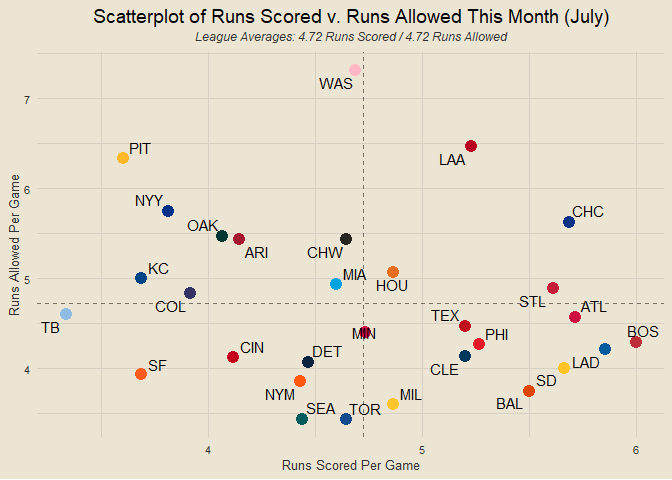 Scatterplot of Runs Scored v. Runs Allowed This Month (July)
League Averages: 4.72 Runs Scored / 4.72 Runs Allowed
WAS
7
PIT
LAA
6
NYY
CHC
OAK
ARI
CHW
KC
MIA
HOU
5
COL
STL
ATL
TB
TEX
MIN
PHI
BOS
CIN
DET
SF
CLE
LAD
4
SD
NYM
MIL
BAL
SEA
TOR
4
5
6
Runs Allowed Per Game
Runs Scored Per Game